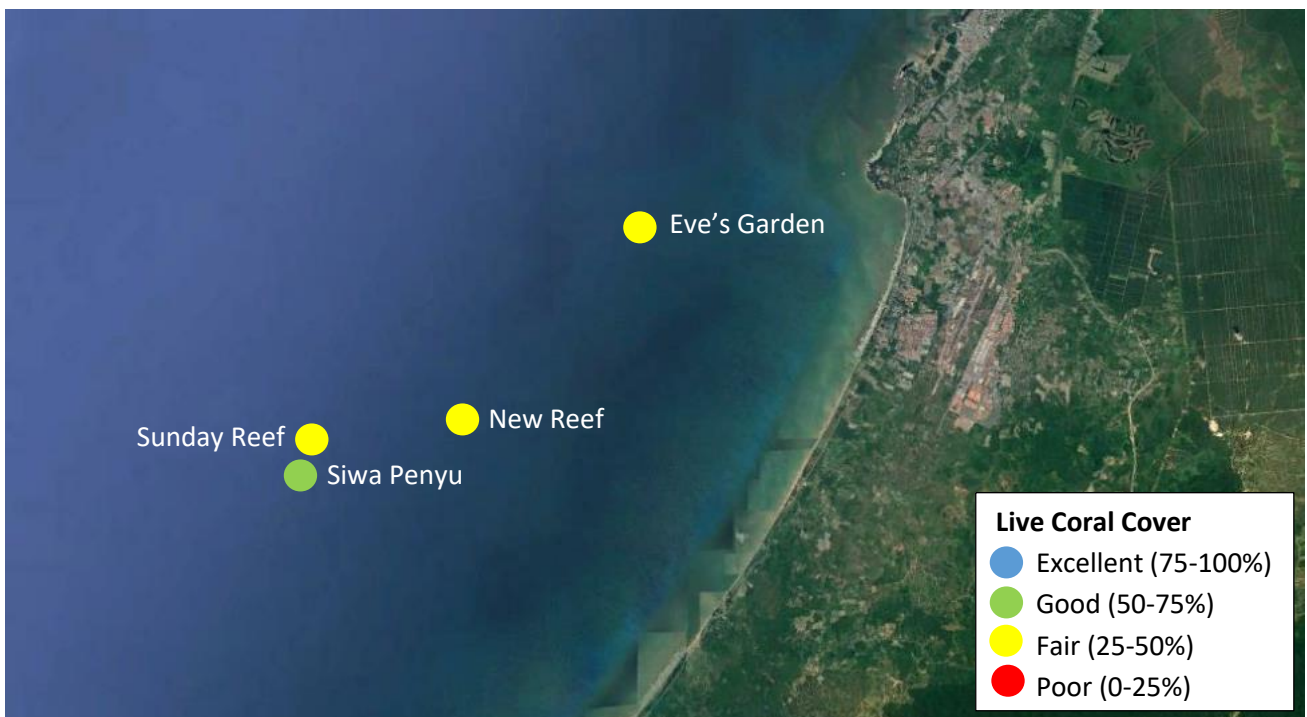 Eve’s Garden
New Reef
Sunday Reef
Siwa Penyu
Live Coral Cover
Excellent (75-100%)
Good (50-75%)
Fair (25-50%)
Poor (0-25%)